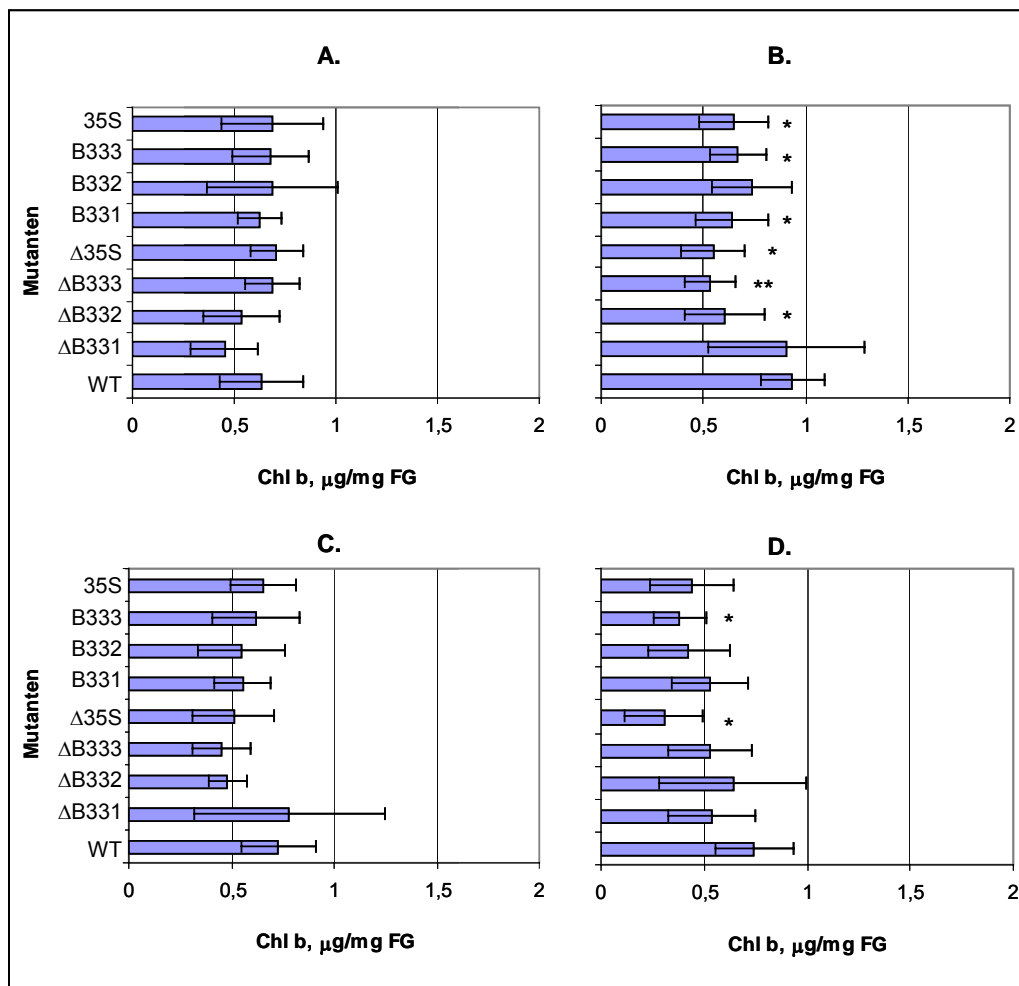 A.
B.
Mutanten
35S
B333
B332
B331
Δ35S
ΔB333
ΔB332
ΔB331
WT
*
*
*
*
**
*
0 0,5 1 1,5 2
0 0,5 1 1,5 2
Chl b, µg/mg FG
Chl b, µg/mg FG
C.
D.
Mutanten
35S
B333
B332
B331
Δ35S
ΔB333
ΔB332
ΔB331
WT
*
*
0 0,5 1 1,5 2
0 0,5 1 1,5 2
Chl b, µg/mg FG
Chl b, µg/mg FG